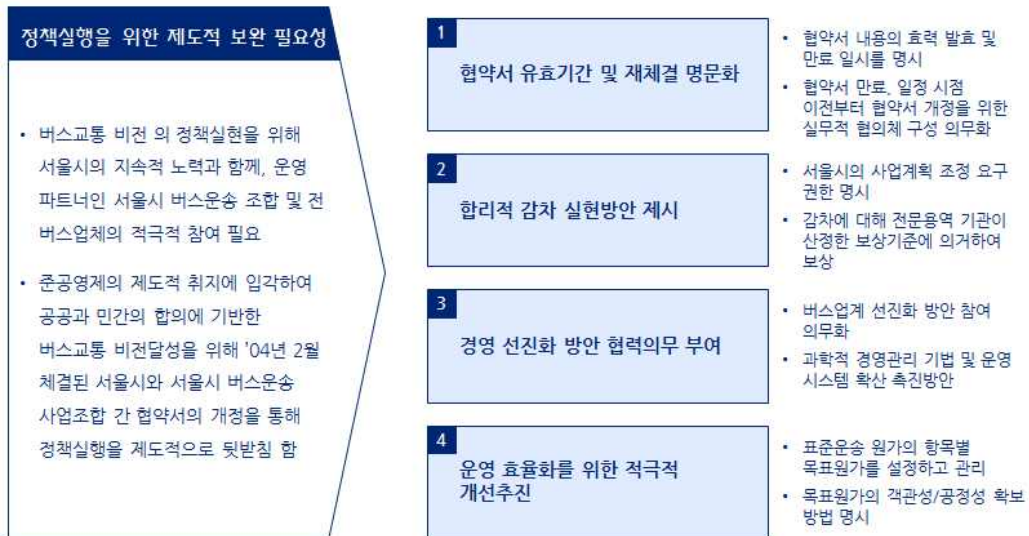 정책실행을 위한 제도적 보완 필요성
• 버스교통 비전 의 정책실현을 위해
서울시의 지속적 노력과 함께, 운영
파트너인 서울시 버스운송 조합 및 전
버스업체의 적극적 참여 필요
• 준공영제의 제도적 취지에 입각하여
공공과 민간의 합의에 기반한
버스교통 비전달성을 위해 '04년 2월
체결된 서울시와 서울시 버스운송
사업조합 간 협약서의 개정을 통해
정책실행을 제도적으로 뒷받침 함
1
협약서 유효기간 및 재체결 명문화
• 협약서 내용의 효력 발효 및
만료 일시를 명시
• 협약서 만료, 일정 시점
이전부터 협약서 개정을 위한
실무적 협의체 구성 의무화
2
합리적 감차 실현방안 제시
• 서울시의 사업계획 조정 요구
권한 명시
• 감차에 대해 전문용역 기관이
산정한 보상기준에 의거하여
보상
3
경영 선진화 방안 협력의무 부여
• 버스업계 선진화 방안 참여
의무화
• 과학적 경영관리 기법 및 운영
시스템 확산 촉진방안
4
운영 효율화를 위한 적극적
개선추진
• 표준운송 원가의 항목별
목표원가를 설정하고 관리
• 목표원가의 객관성/공정성 확보
방법 명시